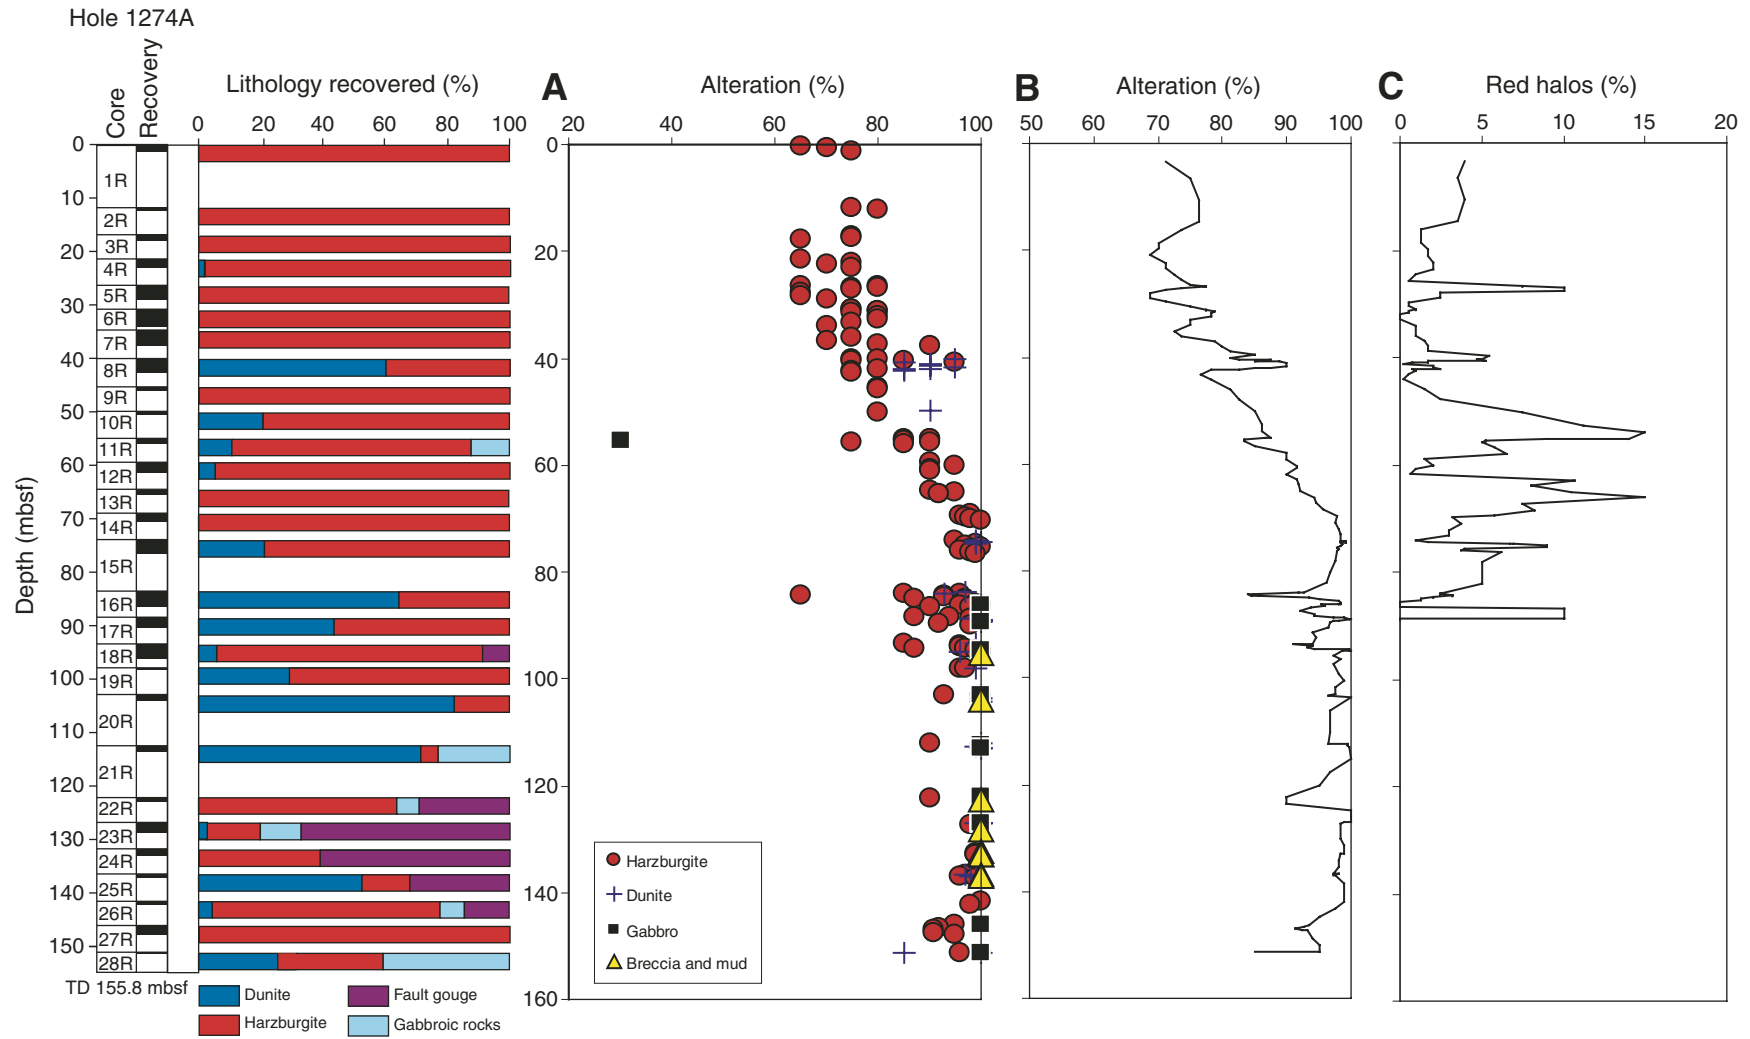 Hole 1274A
Core
Recovery
Lithology recovered (%)
0 20 40 60 80 100
Depth (mbsf)
0
10
20
30
40
50
60
70
80
90
100
110
120
130
140
150
1R
2R
3R
4R
5R
6R
7R
8R
9R
10R
11R
12R
13R
14R
15R
16R
17R
18R
19R
20R
21R
22R
23R
24R
25R
26R
27R
28R
TD 155.8 mbsf
Dunite
Harzburgite
Fault gouge
Gabbroic rocks
A
Alteration (%)
20 40 60 80 100
0
20
40
60
80
100
120
140
160
Harzburgite
Dunite
Gabbro
Breccia and mud
B
Alteration (%)
50 60 70 80 90 100
C
Red halos (%)
0 5 10 15 20